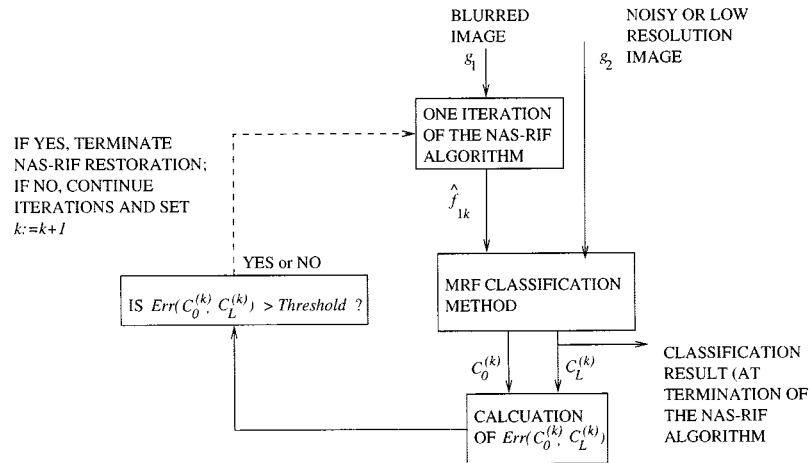 BLURRED
IMAGE
g1
NOISY OR LOW
RESOLUTION
IMAGE
g2
ONE ITERATION
OF THE NAS-RIF
ALGORITHM
IF YES, TERMINATE
NAS-RIF RESTORATION;
IF NO, CONTINUE
ITERATIONS AND SET
k:=k+1
f̂1k
YES or NO
MRF CLASSIFICATION
METHOD
IS Err(C0(k), CL(k)) > Threshold ?
C0(k)
CL(k)
CLASSIFICATION
RESULT (AT
TERMINATION OF
THE NAS-RIF
ALGORITHM
CALCUATION
OF Err(C0(k), CL(k))